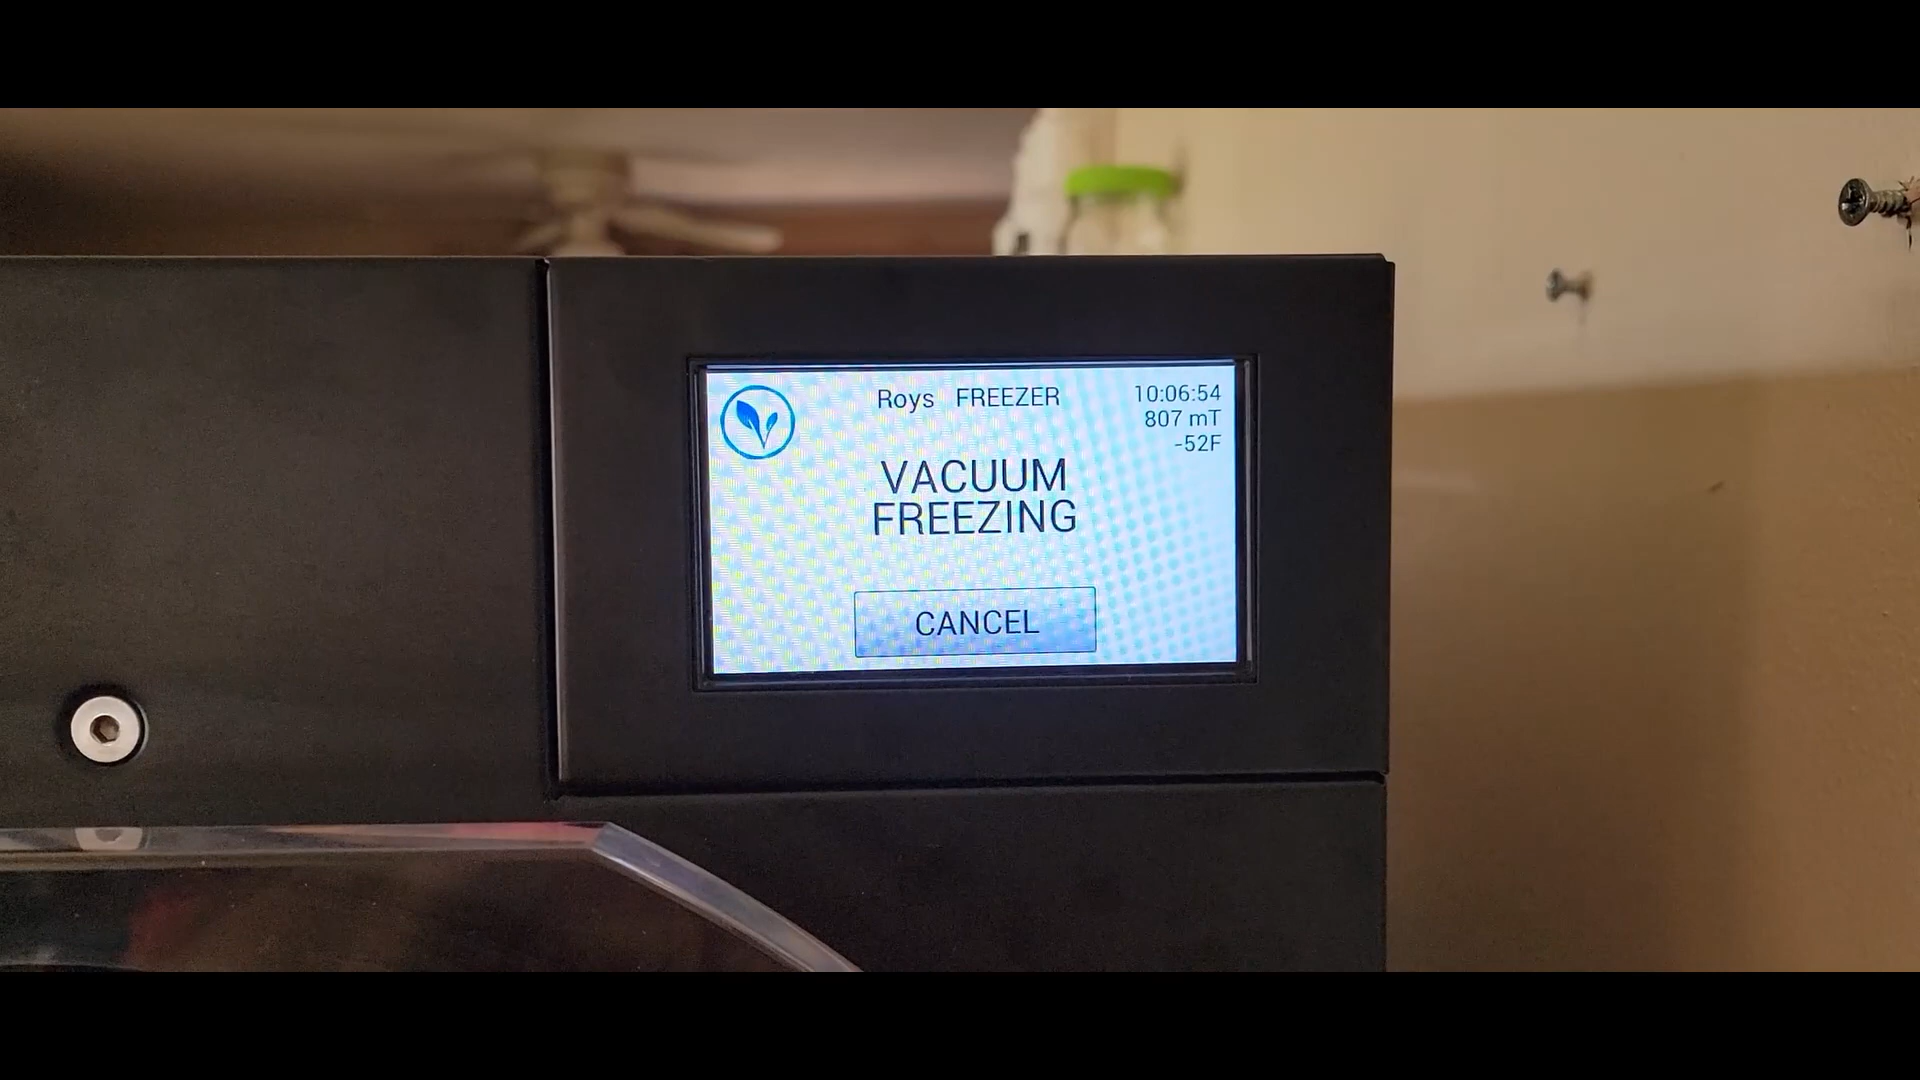 Roys FREEZER
10:06:54
807 mT
-52F
VACUUM
FREEZING
CANCEL